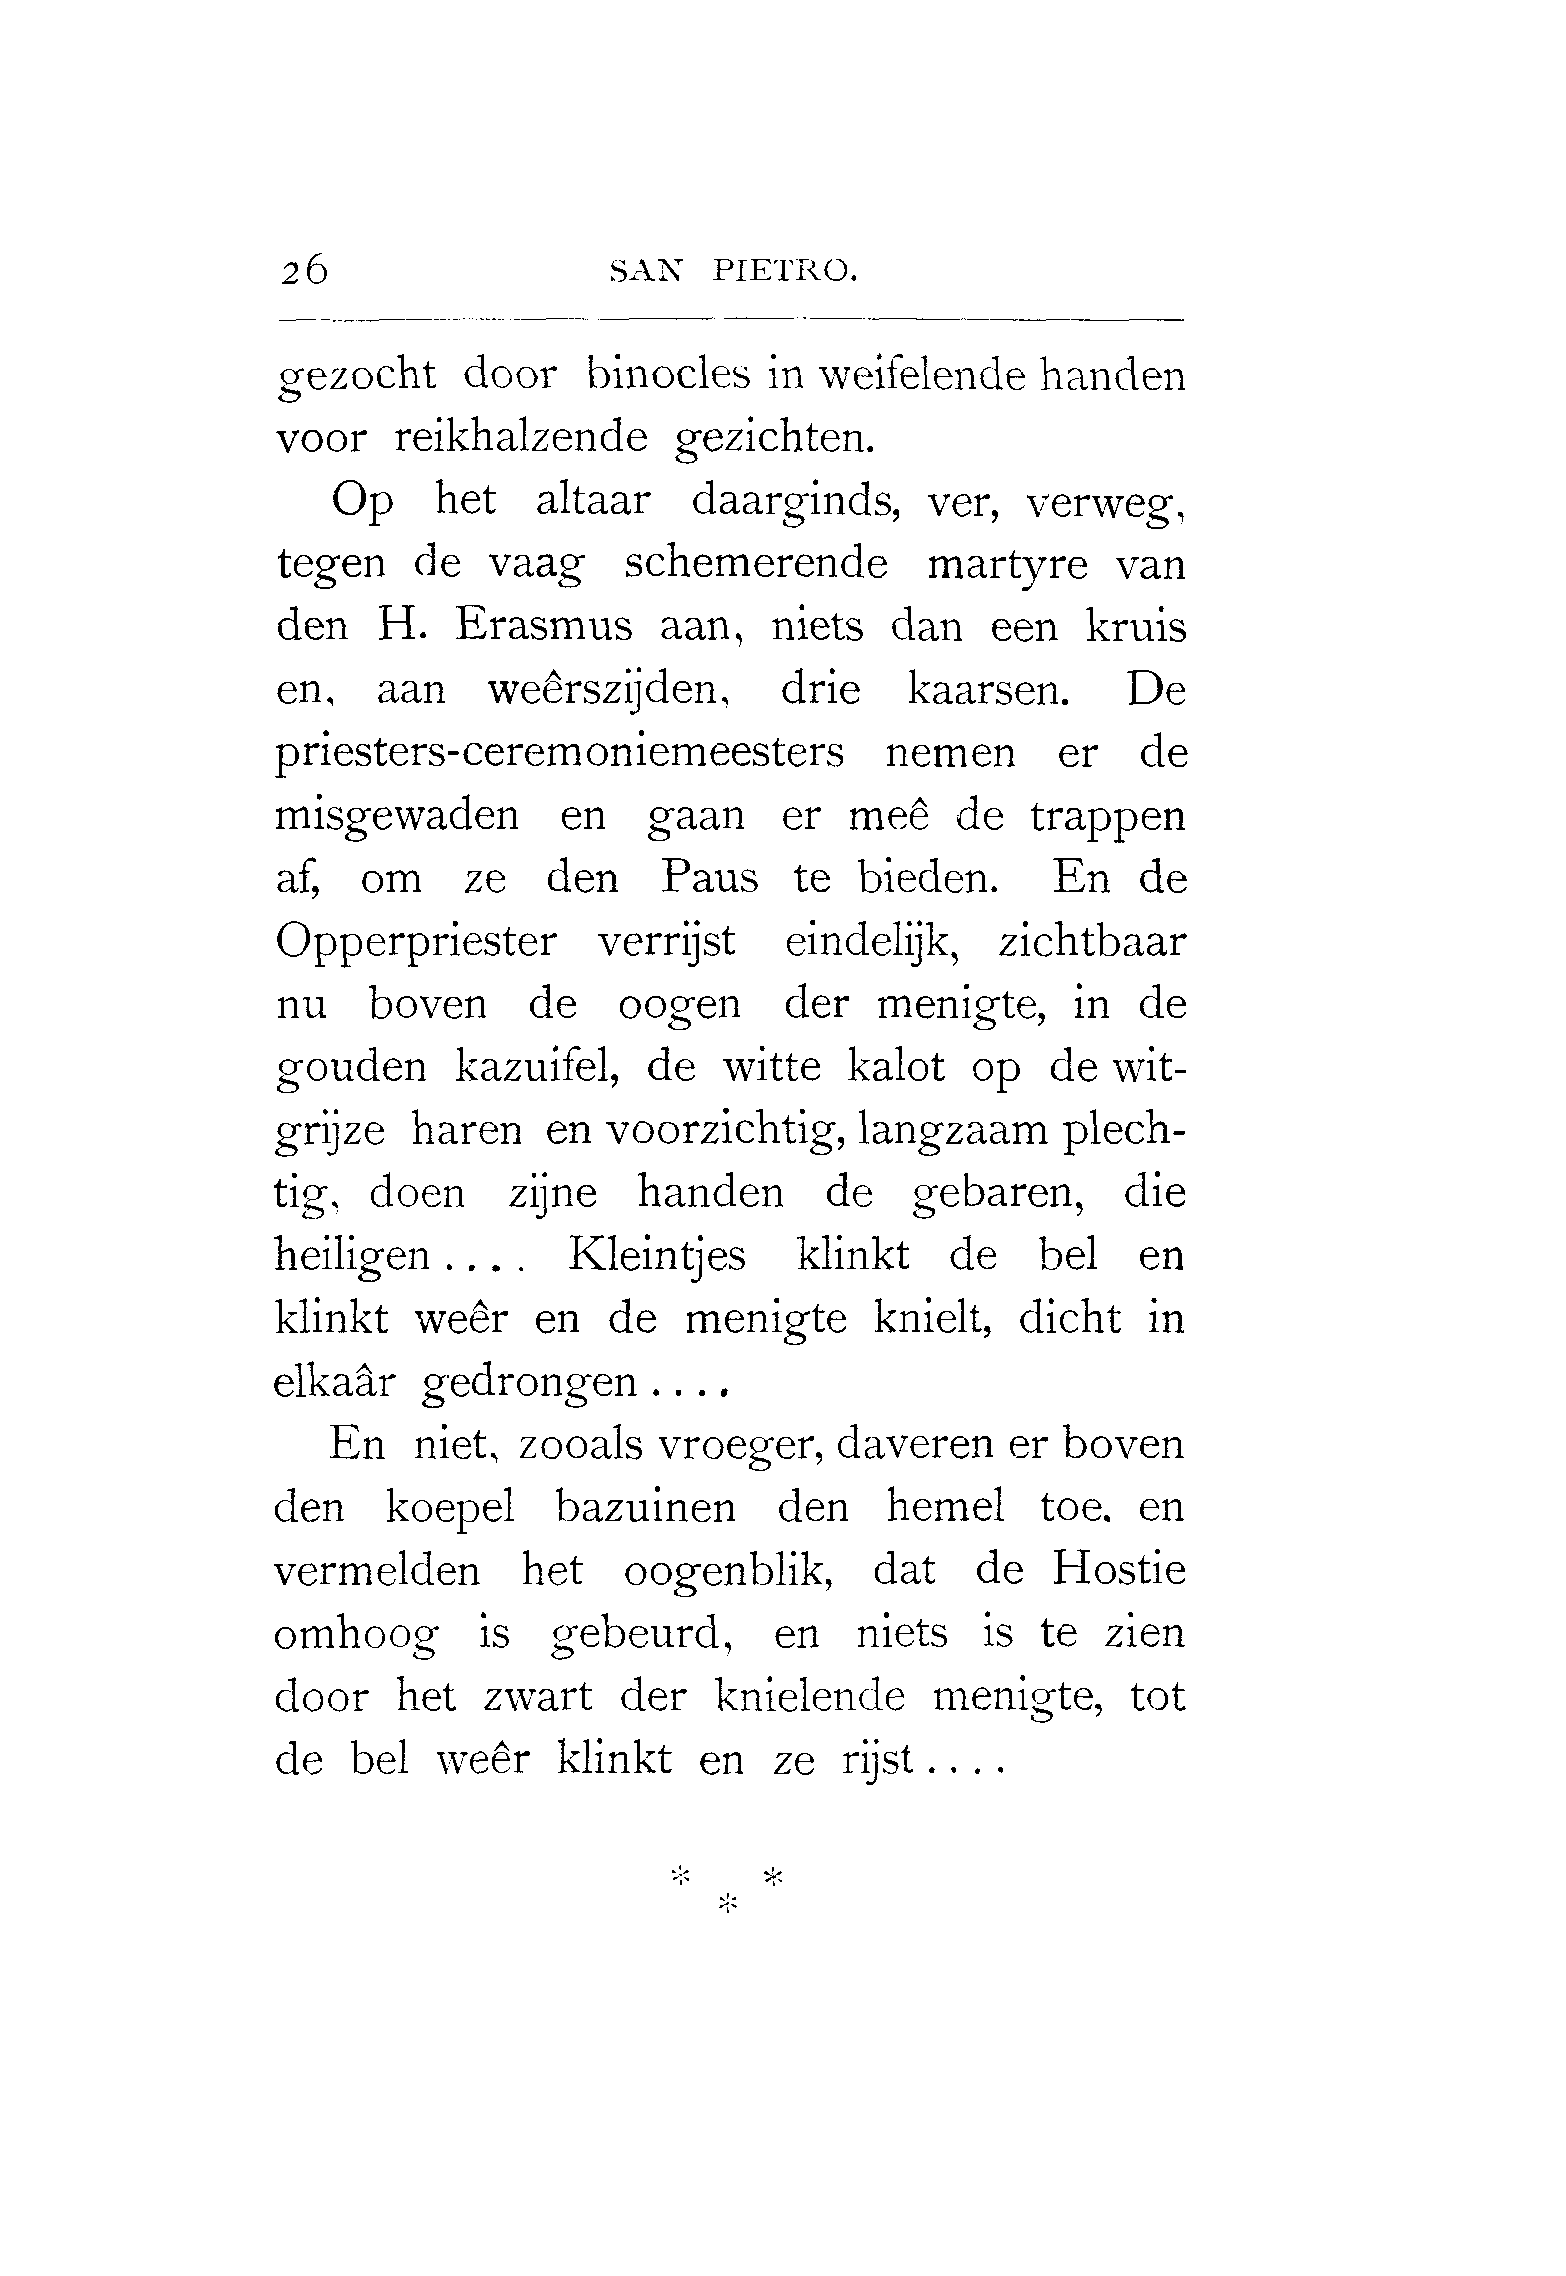 26 SAN PIETRO.
gezocht door binocles in weifelende handen
voor reikhalzende gezichten.
Op het altaar daarginds, ver, verweg,
tegen de vaag schemerende martyre van
den H. Erasmus aan, niets dan een kruis
en, aan weêrszijden, drie kaarsen. De
priesters-ceremoniemeesters nemen er de
misgewaden en gaan er meê de trappen
af, om ze den Paus te bieden. En de
Opperpriester verrijst eindelijk, zichtbaar
nu boven de oogen der menigte, in de
gouden kazuifel, de witte kalot op de wit-
grijze haren en voorzichtig, langzaam plech-
tig, doen zijne handen de gebaren, die
heiligen .... Kleintjes klinkt de bel en
klinkt weêr en de menigte knielt, dicht in
elkaâr gedrongen ....
En niet, zooals vroeger, daveren er boven
den koepel bazuinen den hemel toe, en
vermelden het oogenblik, dat de Hostie
omhoog is gebeurd, en niets is te zien
door het zwart der knielende menigte, tot
de bel weêr klinkt en ze rijst ....
* *
*